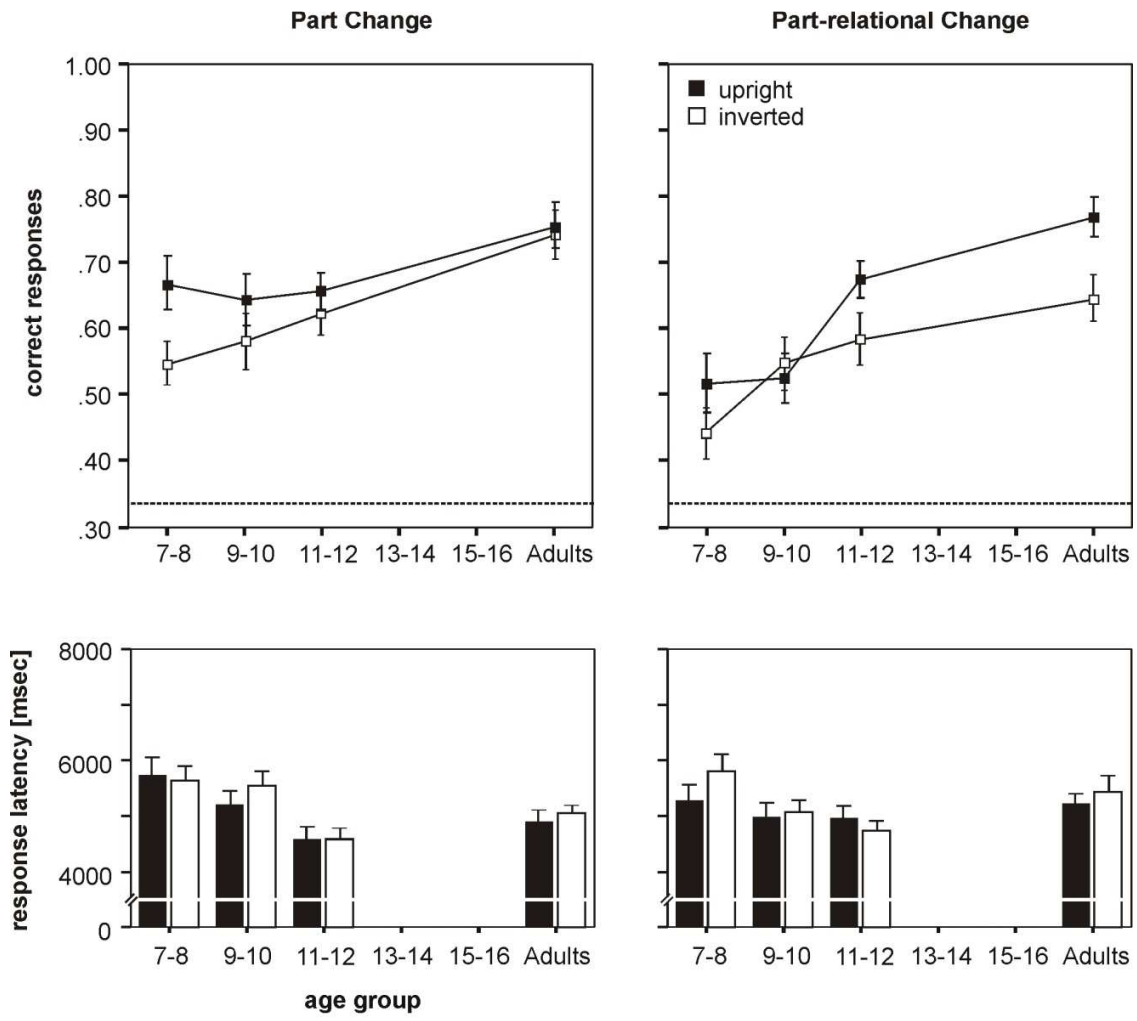 Part Change
Part-relational Change
correct responses
1.00
.90
.80
.70
.60
.50
.40
.30
upright
inverted
7-8 9-10 11-12 13-14 15-16 Adults
7-8 9-10 11-12 13-14 15-16 Adults
response latency [msec]
8000
6000
4000
0
7-8 9-10 11-12 13-14 15-16 Adults
7-8 9-10 11-12 13-14 15-16 Adults
age group